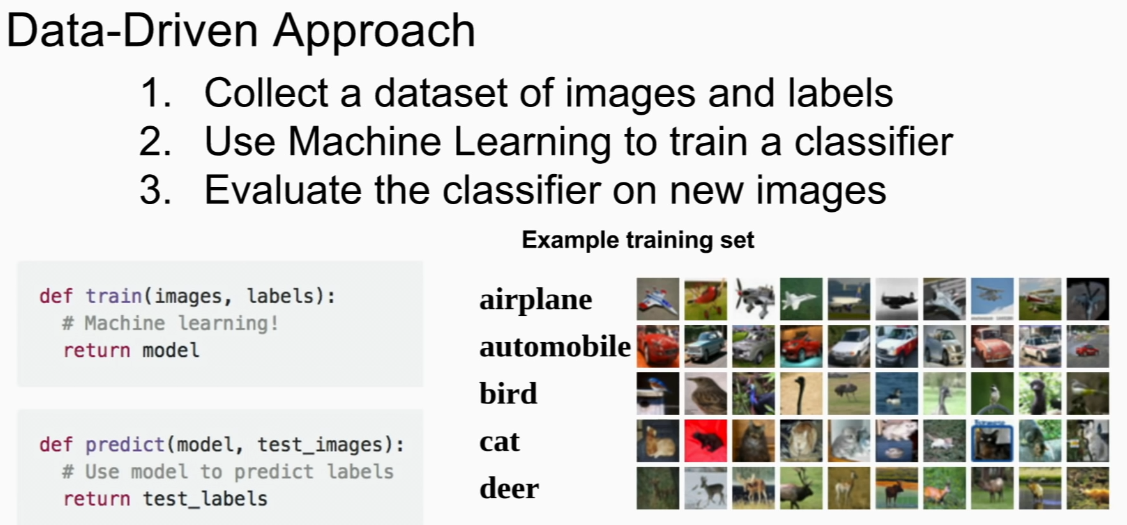 Data-Driven Approach
1. Collect a dataset of images and labels
2. Use Machine Learning to train a classifier
3. Evaluate the classifier on new images
Example training set
def train(images, labels):
# Machine learning!
return model
def predict(model, test_images):
# Use model to predict labels
return test_labels
airplane
automobile
bird
cat
deer